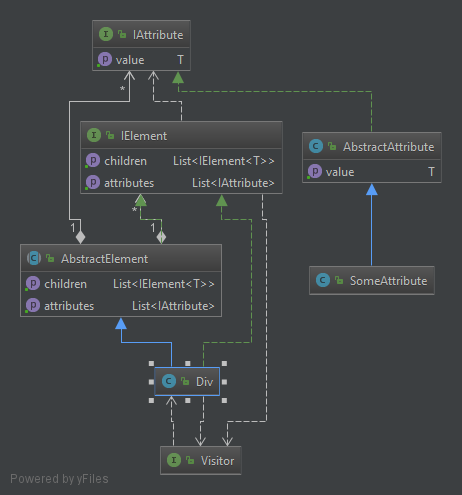 I IAttribute
p value T
*
I IElement
p children List<IElement<T>>
p attributes List<IAttribute>
C AbstractAttribute
p value T
*
1 1
C AbstractElement
p children List<IElement<T>>
p attributes List<IAttribute>
C SomeAttribute
C Div
I Visitor
Powered by yFiles